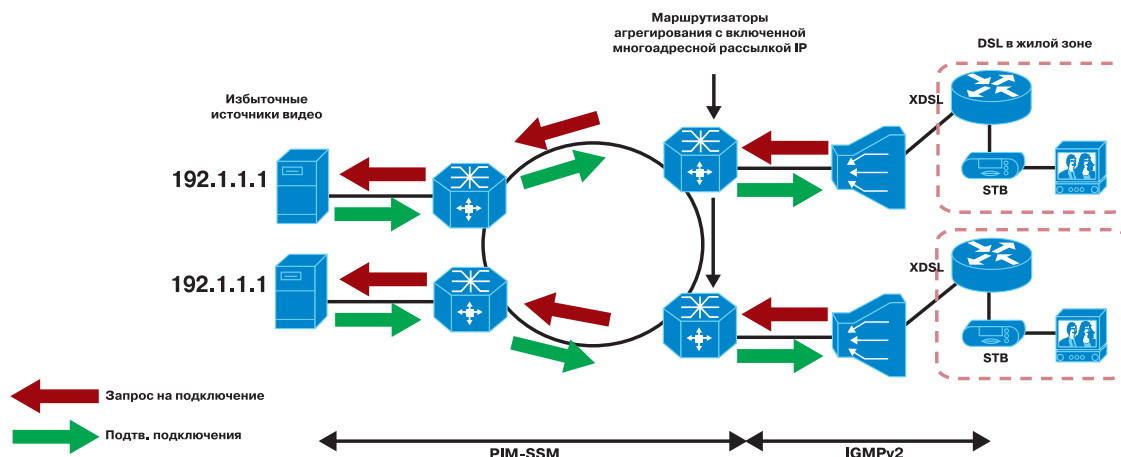 Маршрутизаторы
агрегирования с включенной
многоадресной рассылкой IP
DSL в жилой зоне
Избыточные
источники видео
XDSL
192.1.1.1
STB
XDSL
192.1.1.1
STB
Запрос на подключение
Подтв. подключения
PIM-SSM
IGMPv2